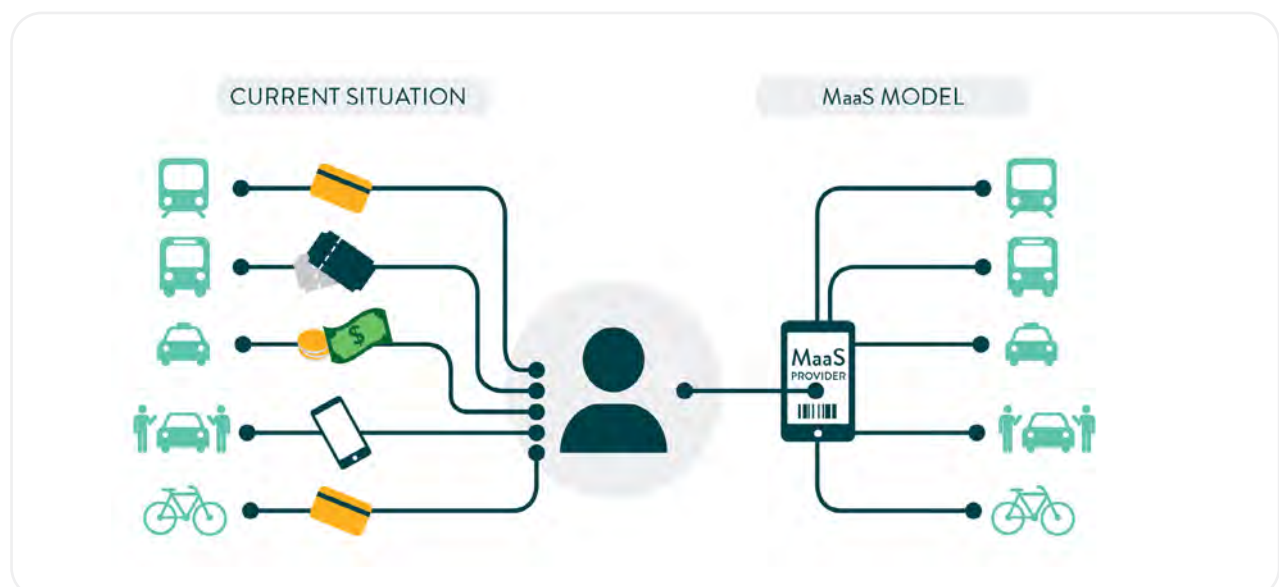 CURRENT SITUATION
MaaS MODEL
$
MaaS
PROVIDER